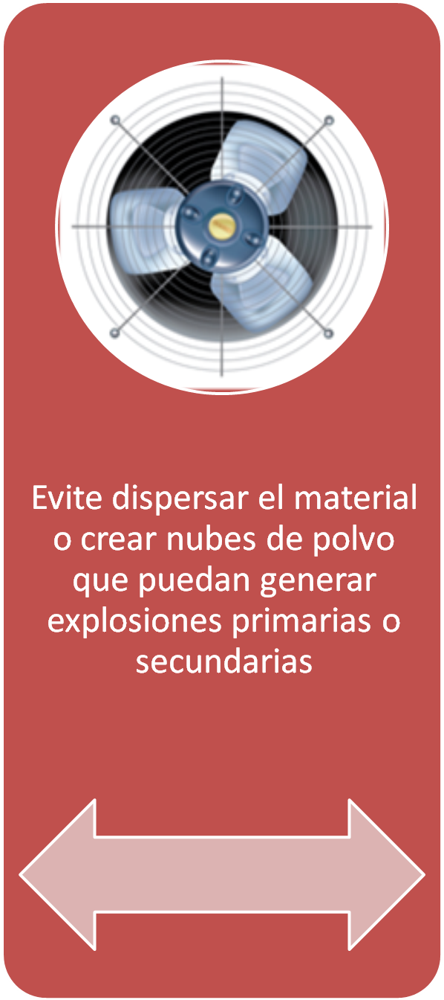 Evite dispersar el material
o crear nubes de polvo
que puedan generar
explosiones primarias o
secundarias